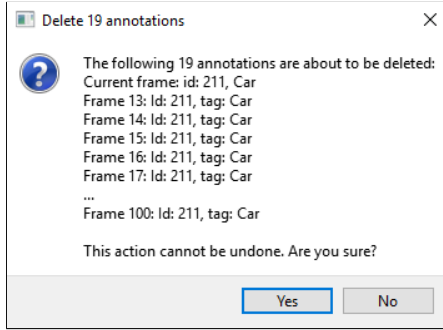 Delete 19 annotations
The following 19 annotations are about to be deleted:
Current frame: id: 211, Car
Frame 13: Id: 211, tag: Car
Frame 14: Id: 211, tag: Car
Frame 15: Id: 211, tag: Car
Frame 16: Id: 211, tag: Car
Frame 17: Id: 211, tag: Car
...
Frame 100: Id: 211, tag: Car
This action cannot be undone. Are you sure?
Yes
No